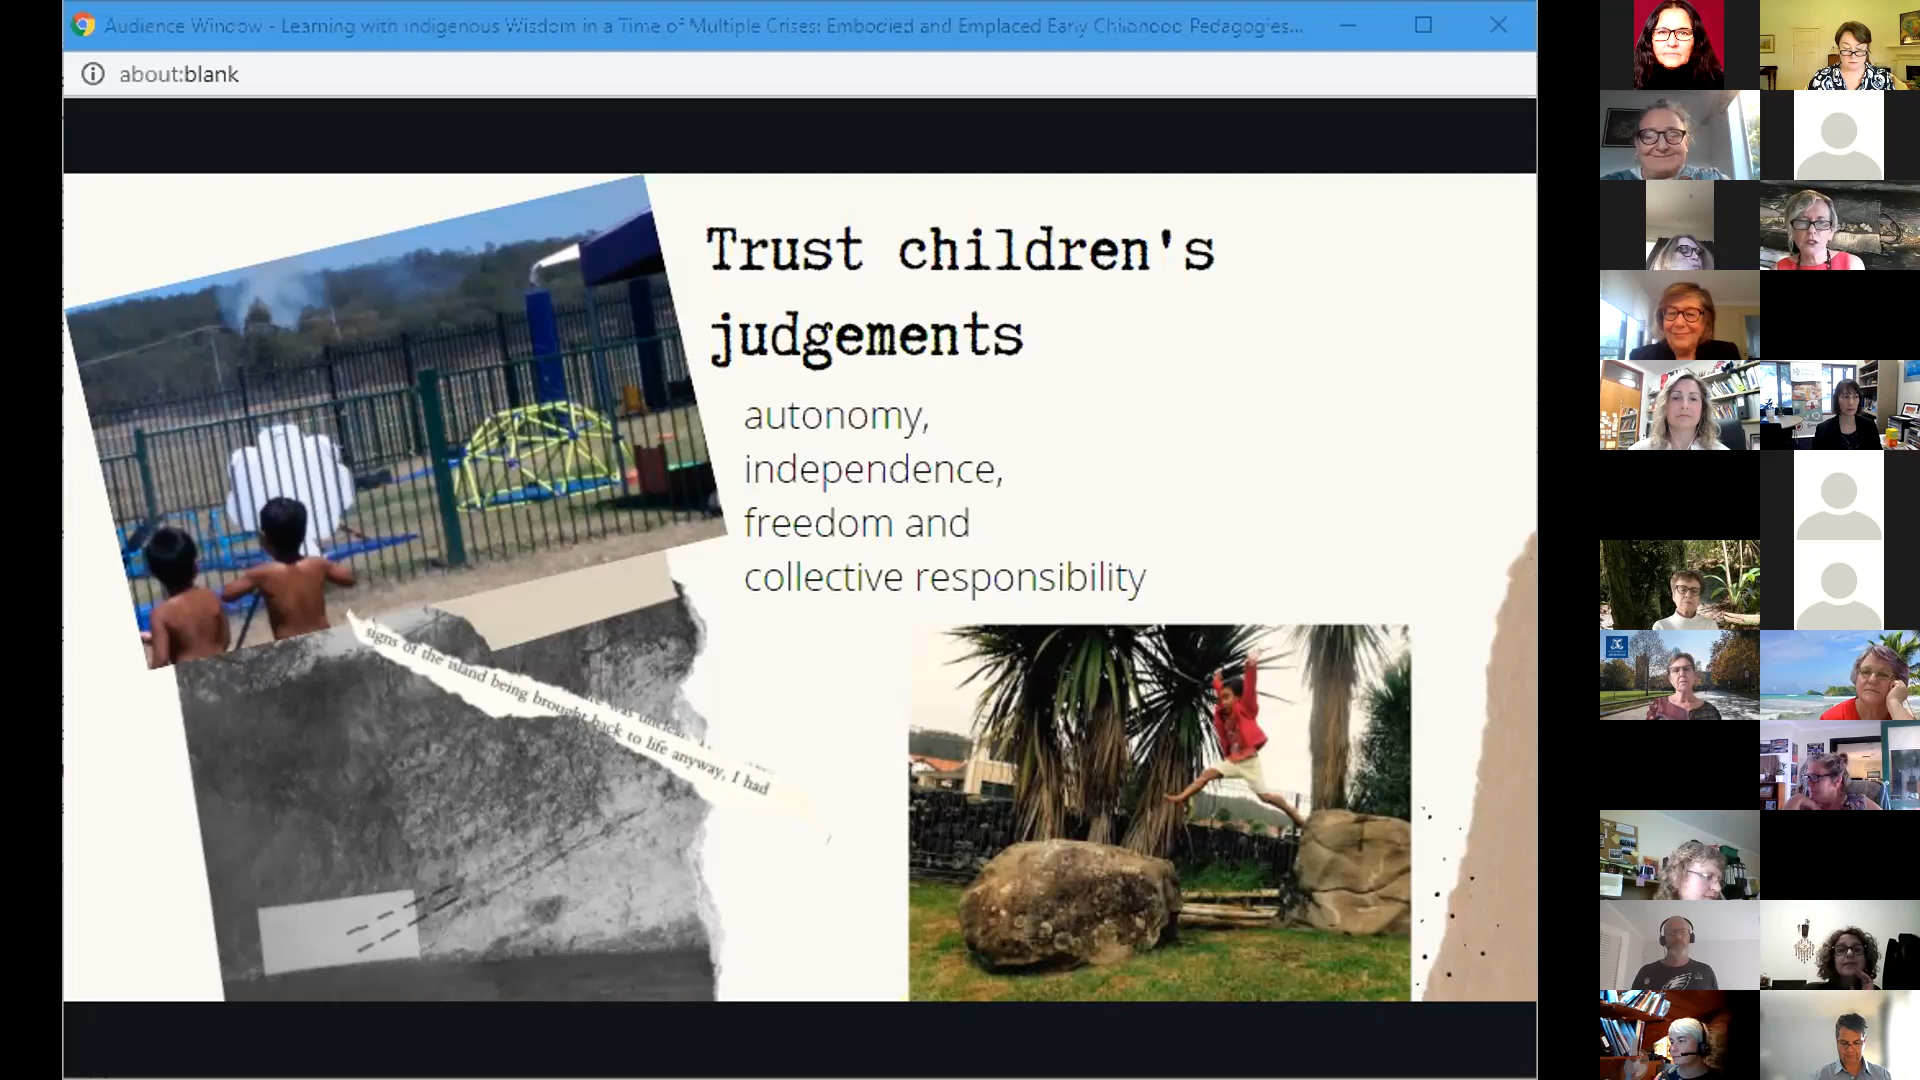 Audience Window - Learning with Indigenous Wisdom in a Time of Multiple Crises: Embodied and Emplaced Early Childhood Pedagogies...
about:blank
Trust children's
judgements
autonomy,
independence,
freedom and
collective responsibility
was
signs of the island being brought back to life anyway, I had